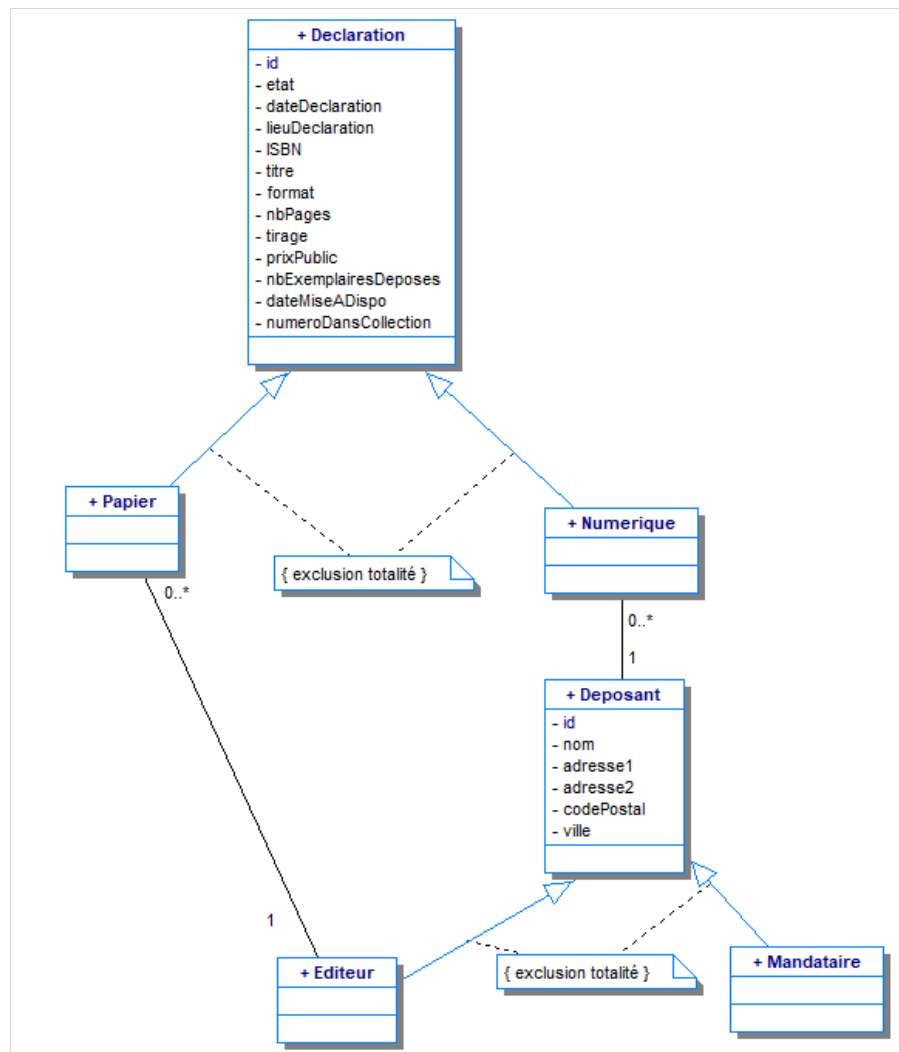 + Declaration
- id
- etat
- dateDeclaration
- lieuDeclaration
- ISBN
- titre
- format
- nbPages
- tirage
- prixPublic
- nbExemplairesDeposes
- dateMiseADispo
- numeroDansCollection
+ Papier
+ Numerique
{ exclusion totalité }
0..*
0..*
1
+ Deposant
- id
- nom
- adresse1
- adresse2
- codePostal
- ville
1
+ Editeur
{ exclusion totalité }
+ Mandataire